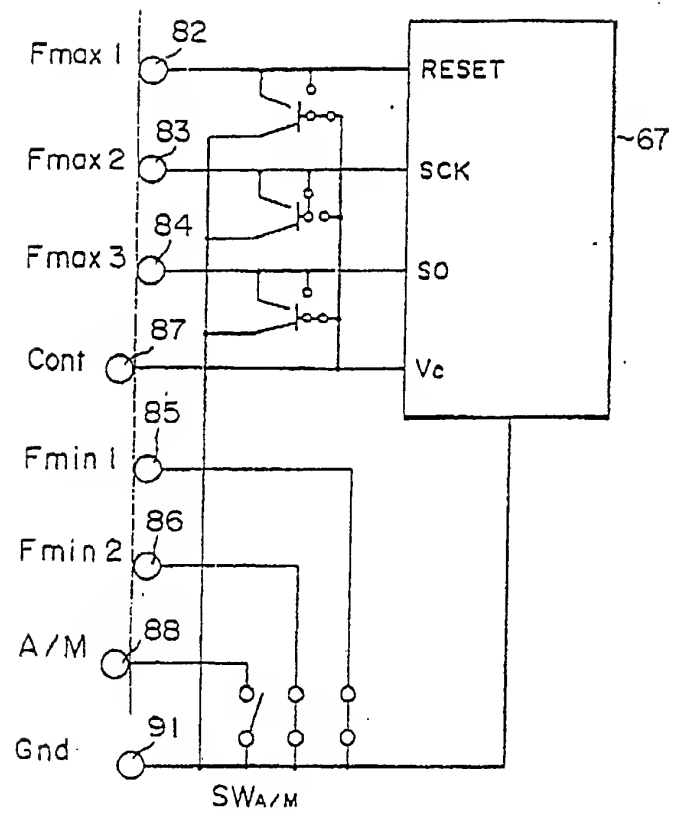 82
Fmax 1
RESET
83
~67
Fmax 2
SCK
84
Fmax 3
SO
87
Cont
Vc
85
Fmin 1
86
Fmin 2
88
A/M
91
Gnd
SWA/M